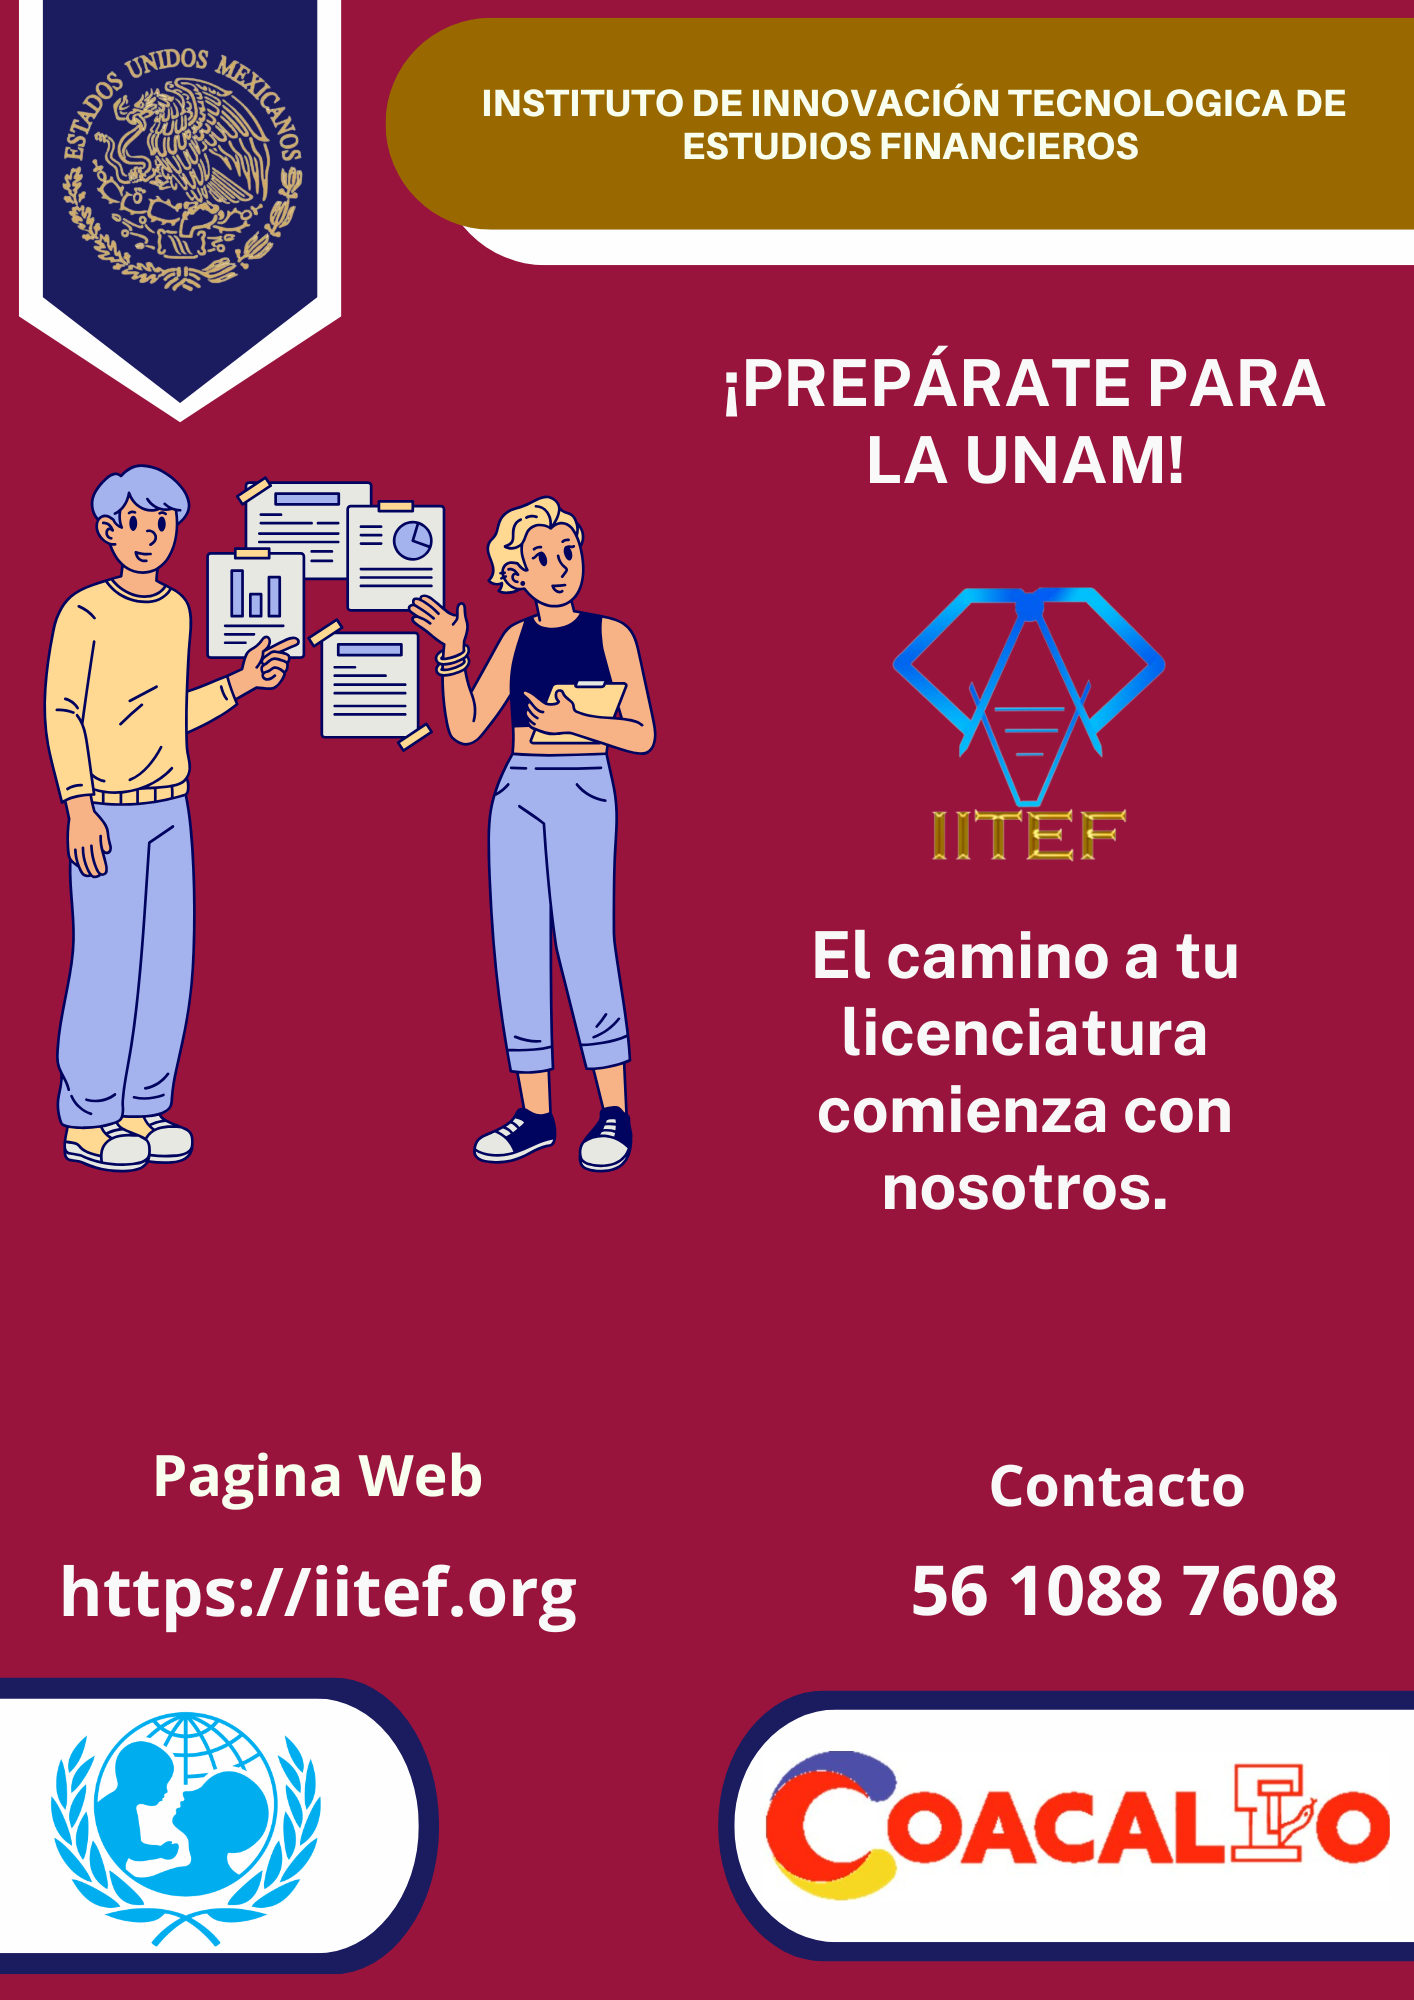 ESTADOS UNIDOS MEXICANOS
INSTITUTO DE INNOVACIÓN TECNOLOGICA DE
ESTUDIOS FINANCIEROS
¡PREPÁRATE PARA
LA UNAM!
IITEF
El camino a tu
licenciatura
comienza con
nosotros.
Pagina Web
https://iitef.org
Contacto
56 1088 7608
COACALCO